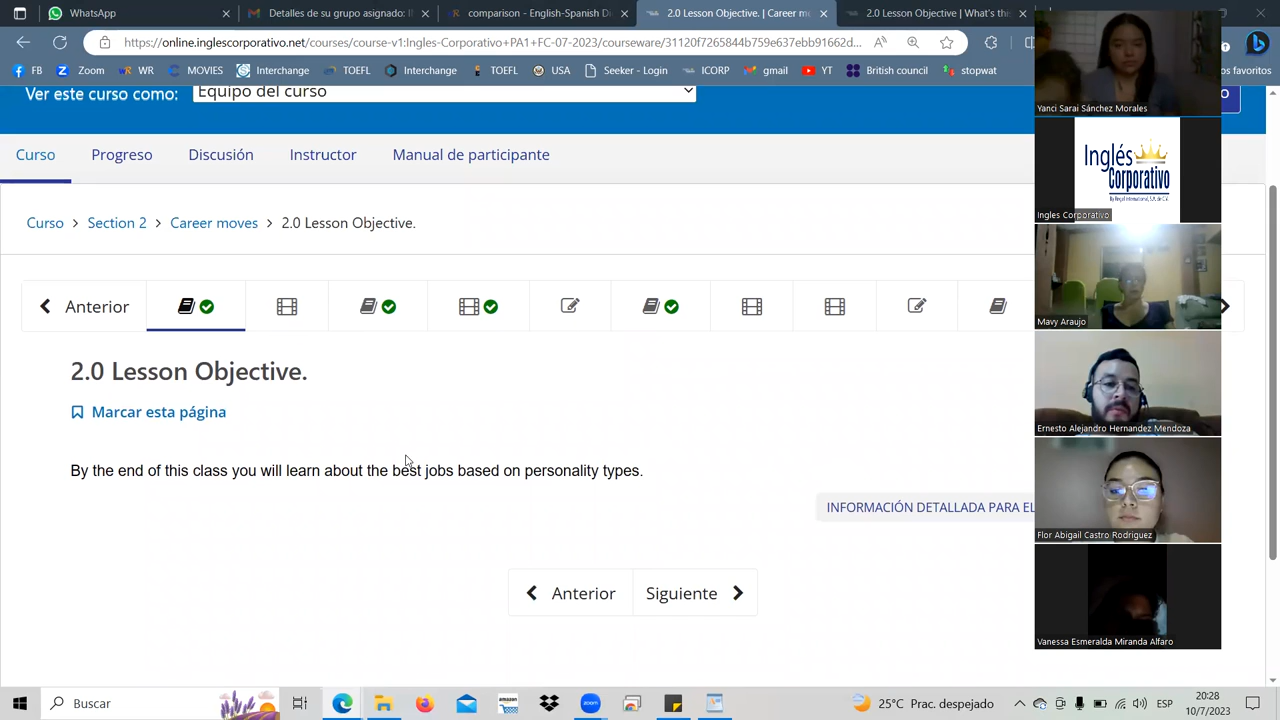 WhatsApp
Detalles de su grupo asignado: I
comparison - English-Spanish Di
2.0 Lesson Objective. | Career m
2.0 Lesson Objective | What's thi
https://online.inglescorporativo.net/courses/course-v1:Ingles-Corporativo+PA1+FC-07-2023/courseware/31120f7265844b759e637ebb91662d...
FB
Zoom
WR
MOVIES
Interchange
TOEFL
Interchange
TOEFL
USA
Seeker - Login
ICORP
gmail
YT
British council
stopwat
os favoritos
Ver este curso como:
Equipo del curso
Curso
Progreso
Discusión
Instructor
Manual de participante
Curso > Section 2 > Career moves > 2.0 Lesson Objective.
Anterior
2.0 Lesson Objective.
Marcar esta página
By the end of this class you will learn about the best jobs based on personality types.
INFORMACIÓN DETALLADA PARA EL
Anterior
Siguiente
Yanci Sarai Sánchez Morales
Inglés
Corporativo
Ingles Corporativo
Mavy Araujo
Ernesto Alejandro Hernandez Mendoza
Flor Abigail Castro Rodriguez
Vanessa Esmeralda Miranda Alfaro
Buscar
25°C Prac. despejado
ESP
20:28
10/7/2023